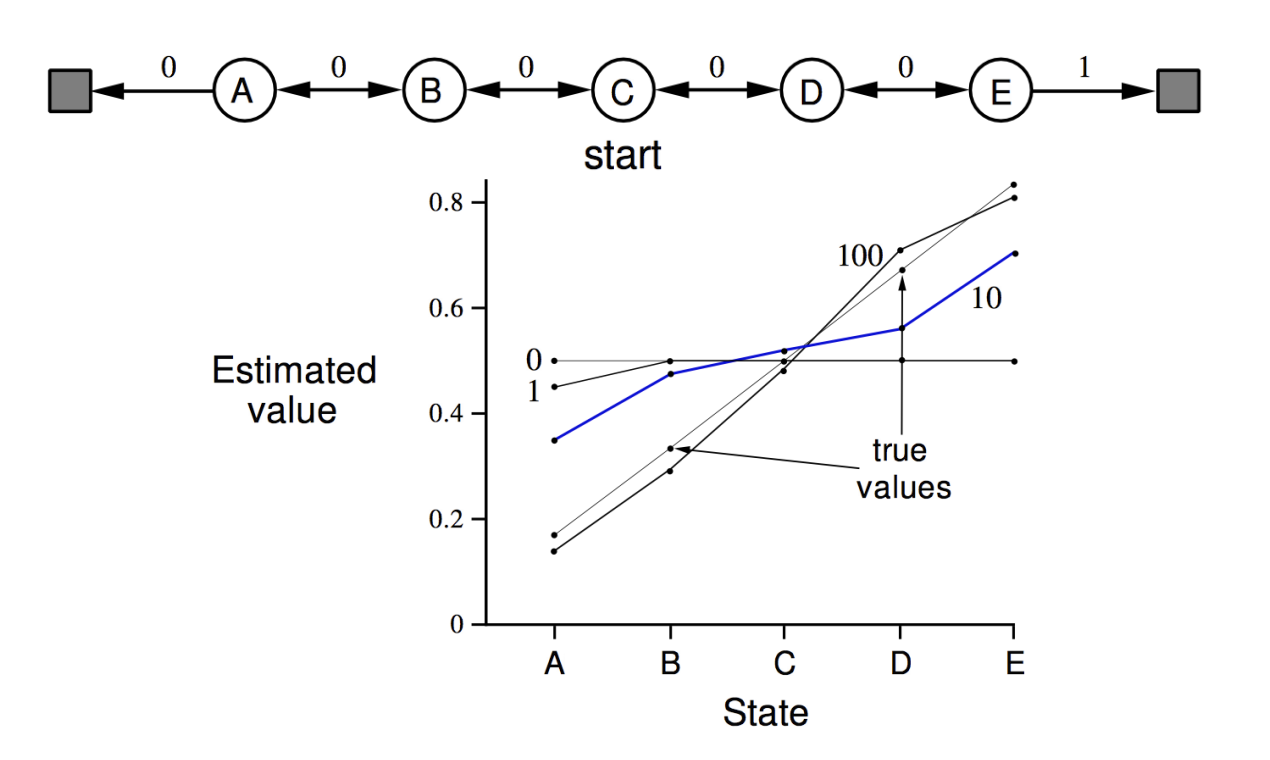 0 0 0 0 0 1
A B C D E
start
0.8
100
0.6
10
0
1
Estimated
value
0.4
true
values
0.2
0
A B C D E
State